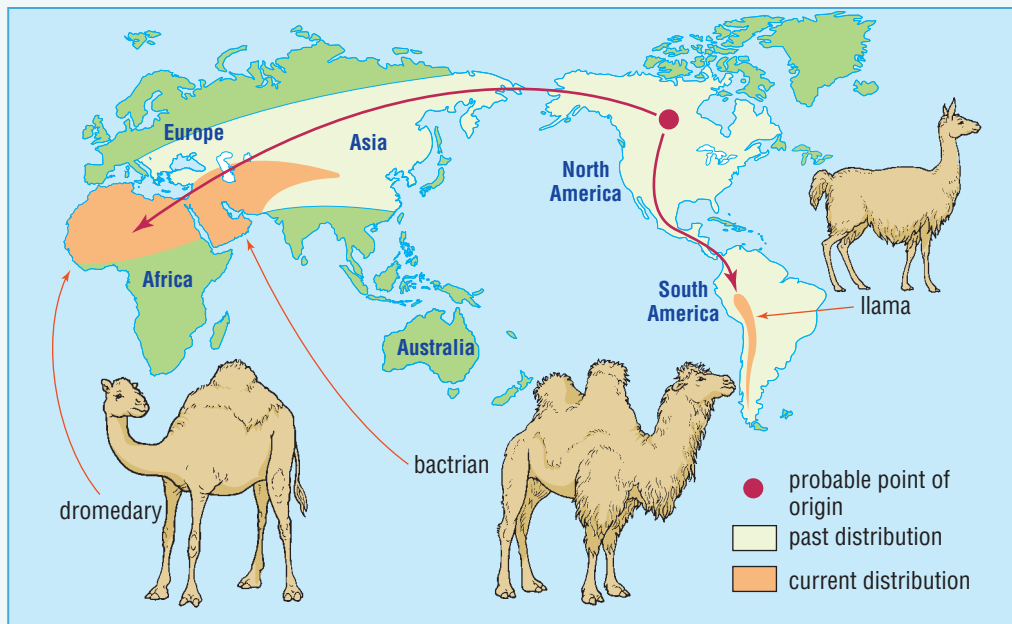 Europe
Asia
North
America
Africa
South
America
llama
Australia
bactrian
dromedary
probable point of
origin
past distribution
current distribution